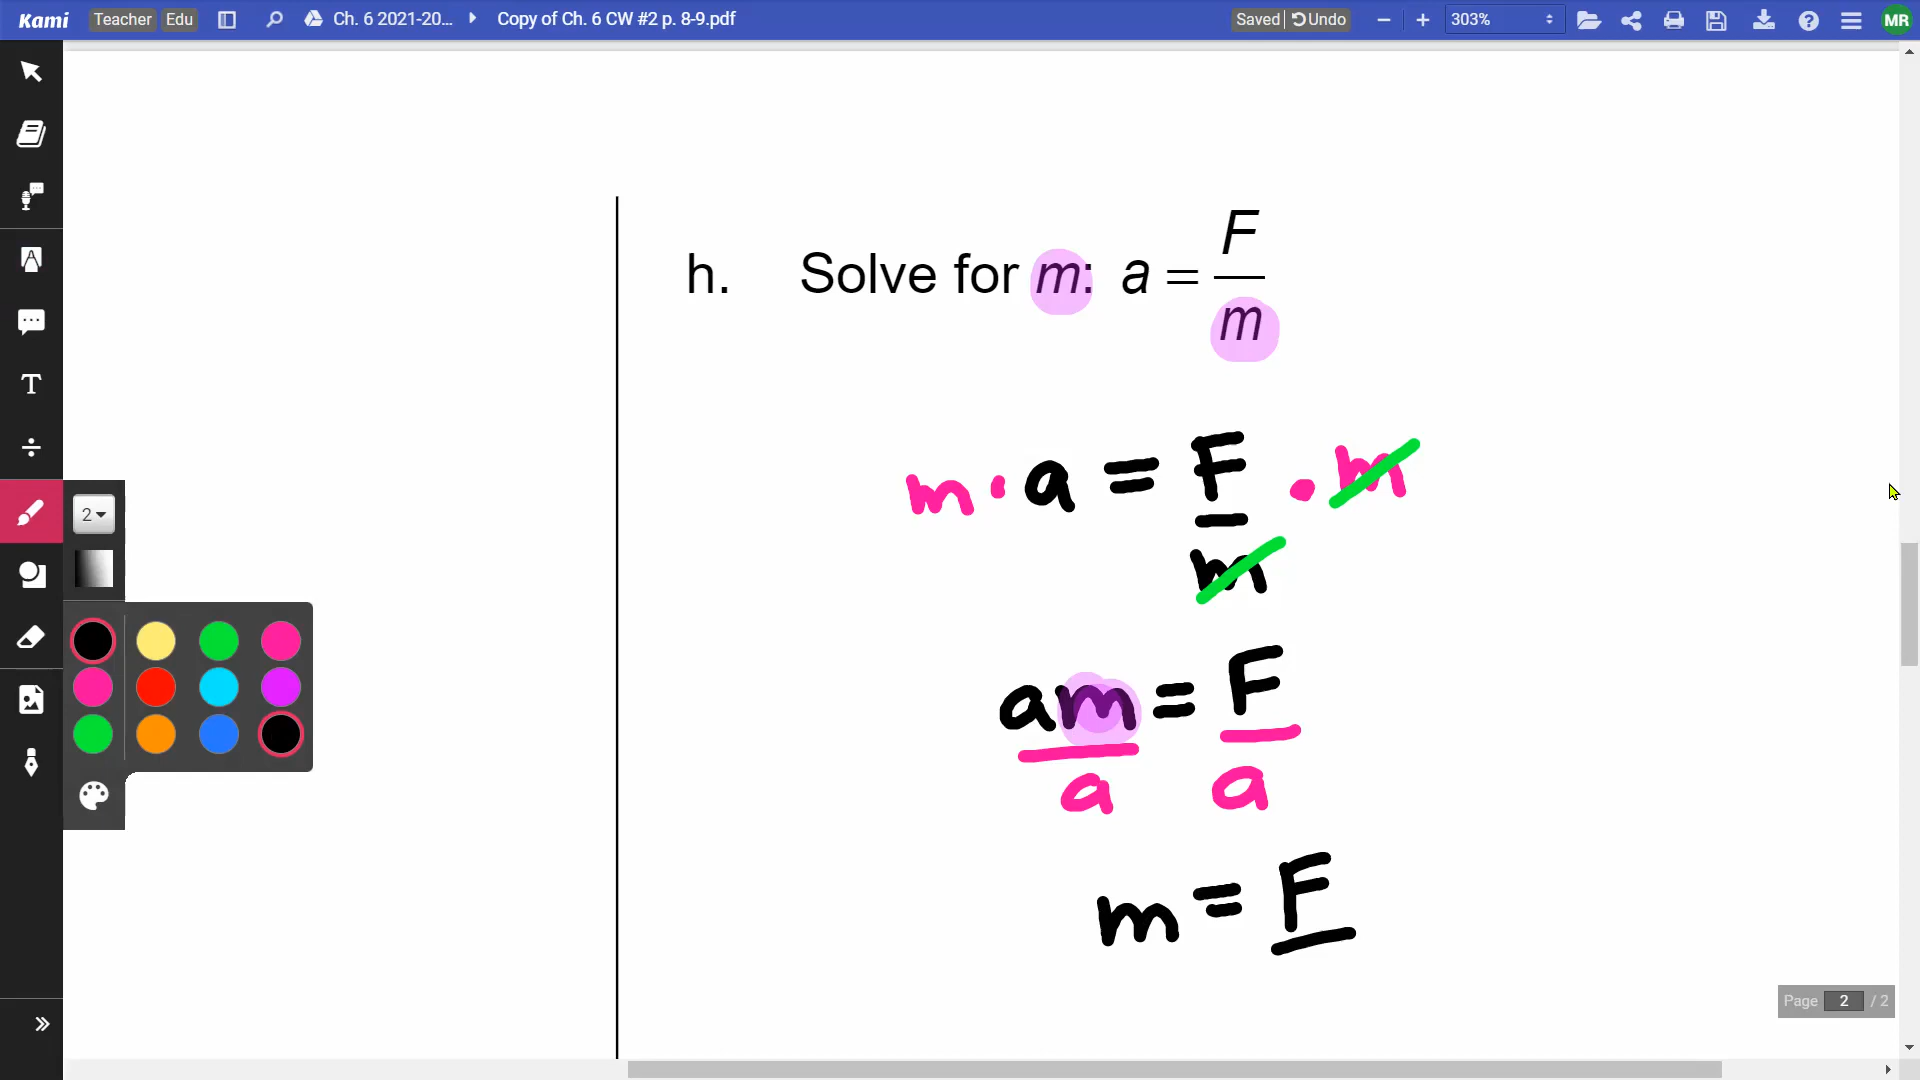 Kami Teacher Edu Ch. 6 2021-20... Copy of Ch. 6 CW #2 p. 8-9.pdf Saved Undo 303% MR
h. Solve for m: a = F/m
m · a = F/m · m
2
am = F
a a
m = F
Page 2 / 2